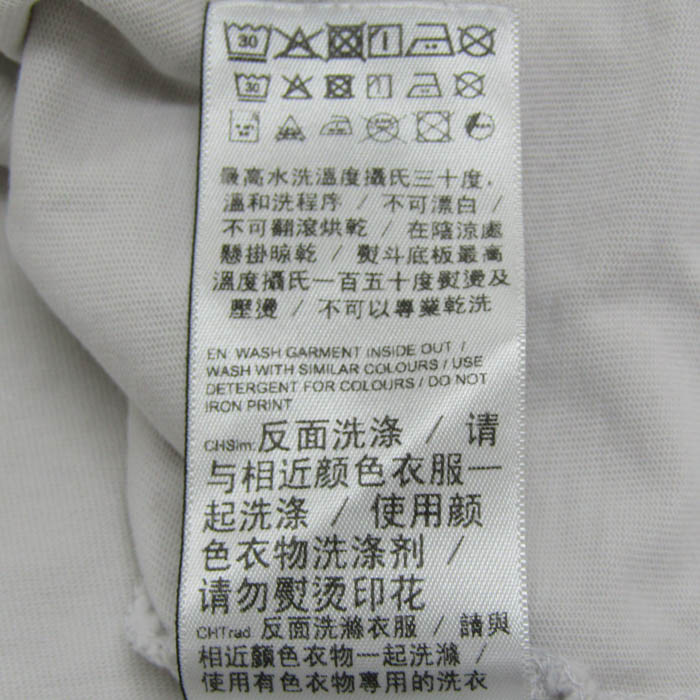 30
30
最高水洗溫度攝氏三十度，
溫和洗程序 / 不可漂白 /
不可翻滾烘乾 / 在陰涼處
懸掛晾乾 / 熨斗底板最高
溫度攝氏一百五十度熨燙及
壓燙 / 不可以專業乾洗
EN: WASH GARMENT INSIDE OUT /
WASH WITH SIMILAR COLOURS / USE
DETERGENT FOR COLOURS / DO NOT
IRON PRINT
CHSim: 反面洗涤 / 请
与相近颜色衣服一
起洗涤 / 使用颜
色衣物洗涤剂 /
请勿熨烫印花
CHTrad: 反面洗滌衣服 / 請與
相近顏色衣物一起洗滌 /
使用有色衣物專用的洗衣